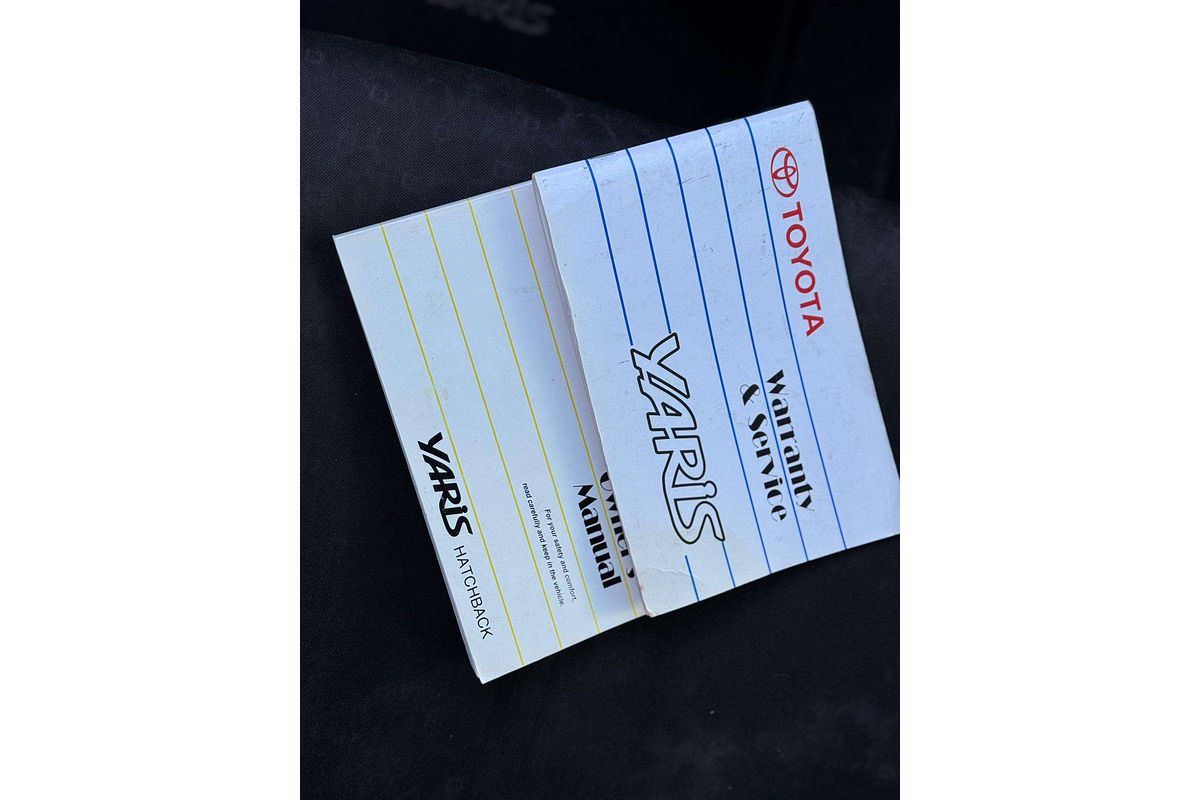 TOYOTA
Warranty
& Service
YARiS
Owner's
Manual
For your safety and comfort,
read carefully and keep in the vehicle.
YARiS HATCHBACK